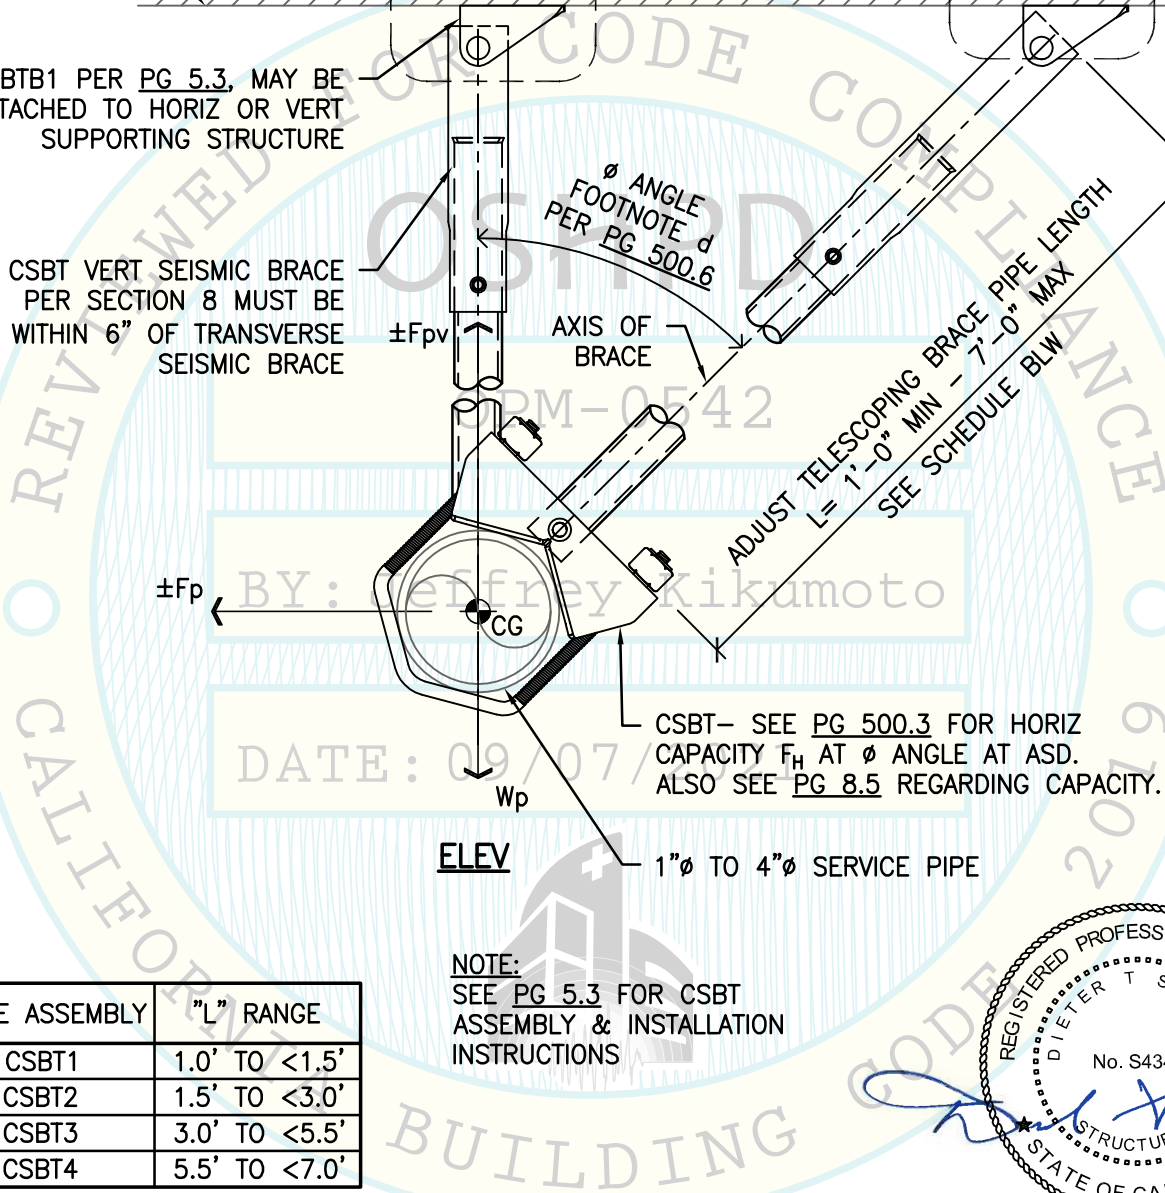 BTB1 PER PG 5.3, MAY BE
TACHED TO HORIZ OR VERT
SUPPORTING STRUCTURE
CSBT VERT SEISMIC BRACE
PER SECTION 8 MUST BE
WITHIN 6" OF TRANSVERSE
SEISMIC BRACE
±Fpv
ø ANGLE
FOOTNOTE d
PER PG 500.6
AXIS OF
BRACE
ADJUST TELESCOPING BRACE PIPE LENGTH
L= 1'-0" MIN - 7'-0" MAX
SEE SCHEDULE BLW
±Fp
CG
Wp
CSBT- SEE PG 500.3 FOR HORIZ
CAPACITY FH AT ø ANGLE AT ASD.
ALSO SEE PG 8.5 REGARDING CAPACITY.
ELEV
1"ø TO 4"ø SERVICE PIPE
NOTE:
SEE PG 5.3 FOR CSBT
ASSEMBLY & INSTALLATION
INSTRUCTIONS
E ASSEMBLY "L" RANGE
CSBT1 1.0' TO <1.5'
CSBT2 1.5' TO <3.0'
CSBT3 3.0' TO <5.5'
CSBT4 5.5' TO <7.0'
REVIEWED FOR CODE COMPLIANCE
OSHPD
OPM-0542
BY: Jeffrey Kikumoto
DATE: 09/07/2021
CALIFORNIA BUILDING CODE 2019
REGISTERED PROFESS
DIETER T S
No. S434
STRUCTU
STATE OF CA